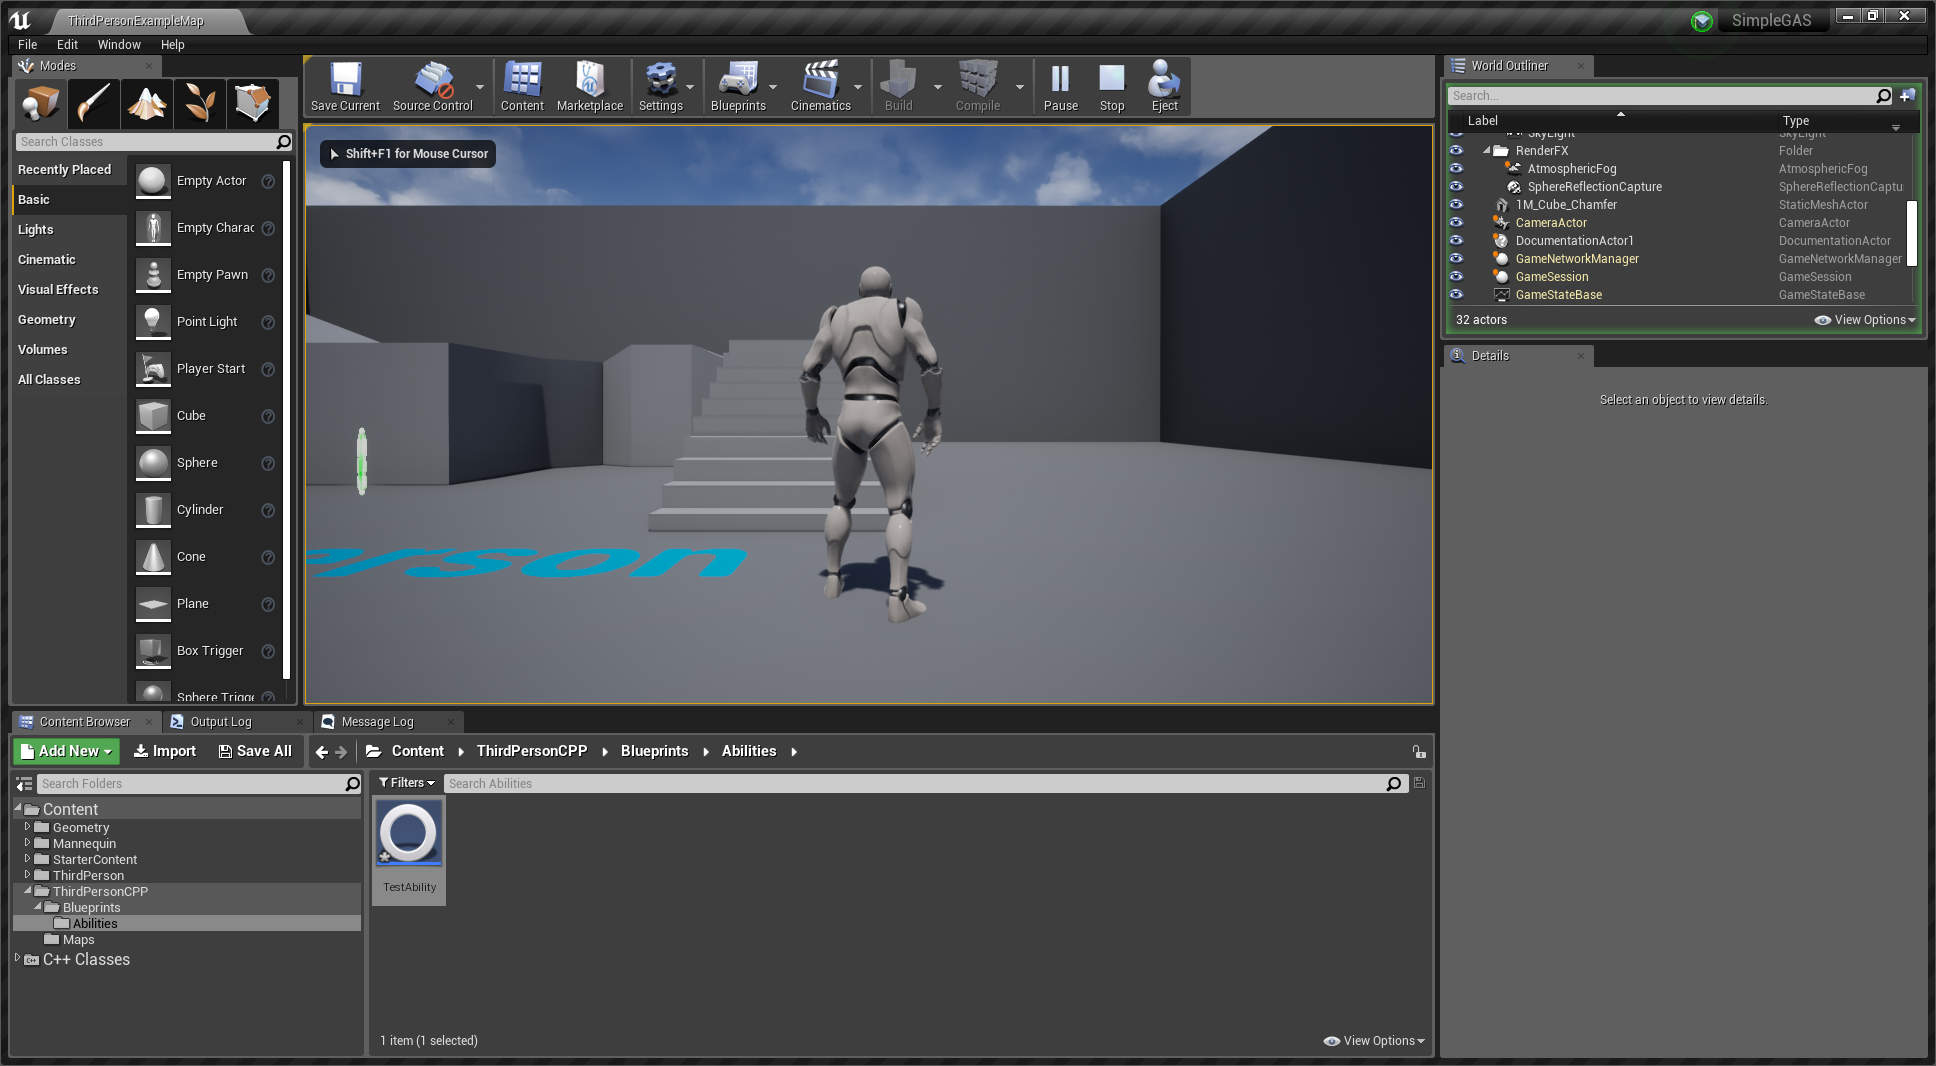 ThirdPersonExampleMap
SimpleGAS
File Edit Window Help
Modes
Search Classes
Recently Placed
Basic
Lights
Cinematic
Visual Effects
Geometry
Volumes
All Classes
Empty Actor
Empty Charac
Empty Pawn
Point Light
Player Start
Cube
Sphere
Cylinder
Cone
Plane
Box Trigger
Sphere Trigge
Save Current Source Control Content Marketplace Settings Blueprints Cinematics Build Compile Pause Stop Eject
Shift+F1 for Mouse Cursor
erson
World Outliner
Search...
Label Type
SkyLight SkyLight
RenderFX Folder
AtmosphericFog AtmosphericFog
SphereReflectionCapture SphereReflectionCaptu
1M_Cube_Chamfer StaticMeshActor
CameraActor CameraActor
DocumentationActor1 DocumentationActor
GameNetworkManager GameNetworkManager
GameSession GameSession
GameStateBase GameStateBase
32 actors View Options
Details
Select an object to view details.
Content Browser Output Log Message Log
Add New Import Save All Content ThirdPersonCPP Blueprints Abilities
Search Folders
Content
Geometry
Mannequin
StarterContent
ThirdPerson
ThirdPersonCPP
Blueprints
Abilities
Maps
C++ Classes
Filters Search Abilities
TestAbility
1 item (1 selected) View Options